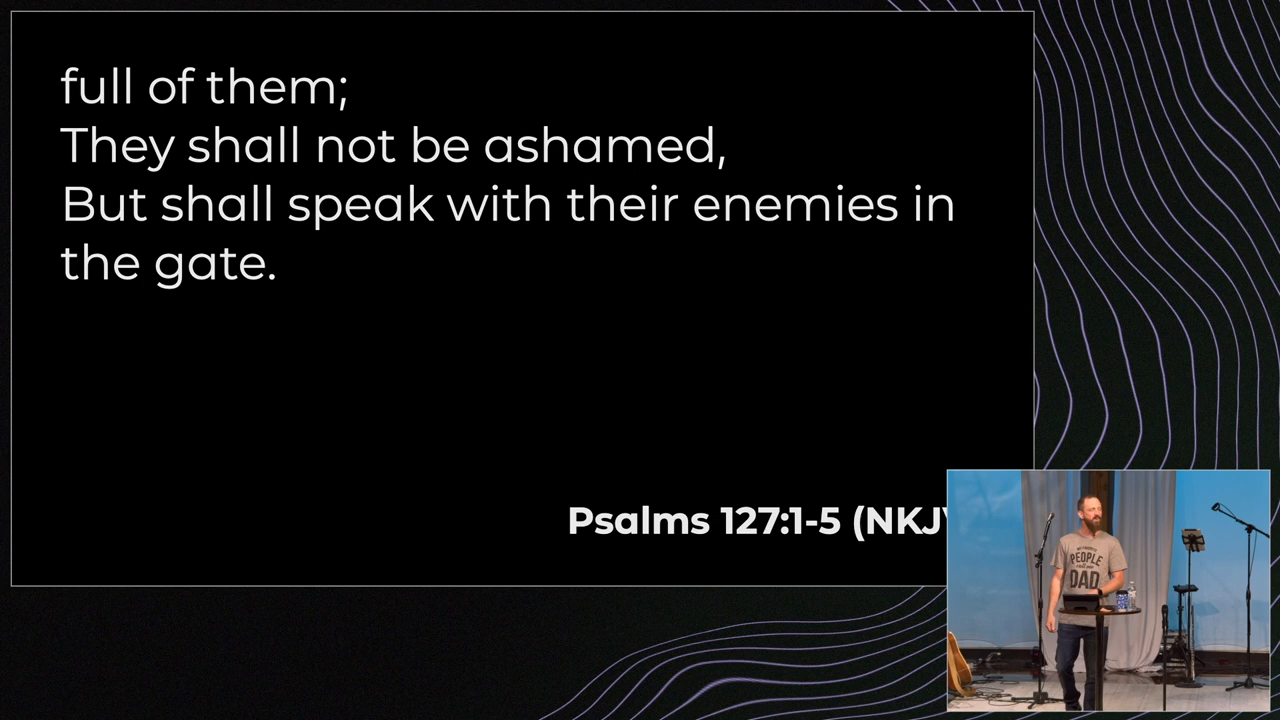 full of them;
They shall not be ashamed,
But shall speak with their enemies in
the gate.
Psalms 127:1-5 (NKJV
PEOPLE
DAD